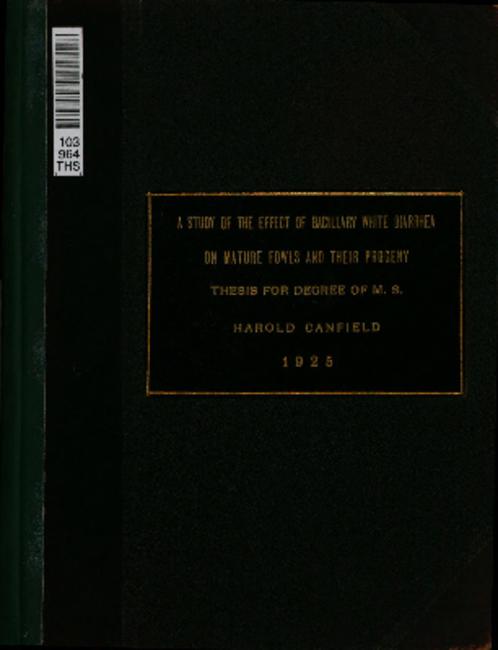 103
964
THS
A STUDY OF THE EFFECT OF BACILLARY WHITE DIARRHEA
ON MATURE FOWLS AND THEIR PROGENY
THESIS FOR DEGREE OF M. S.
HAROLD CANFIELD
1925